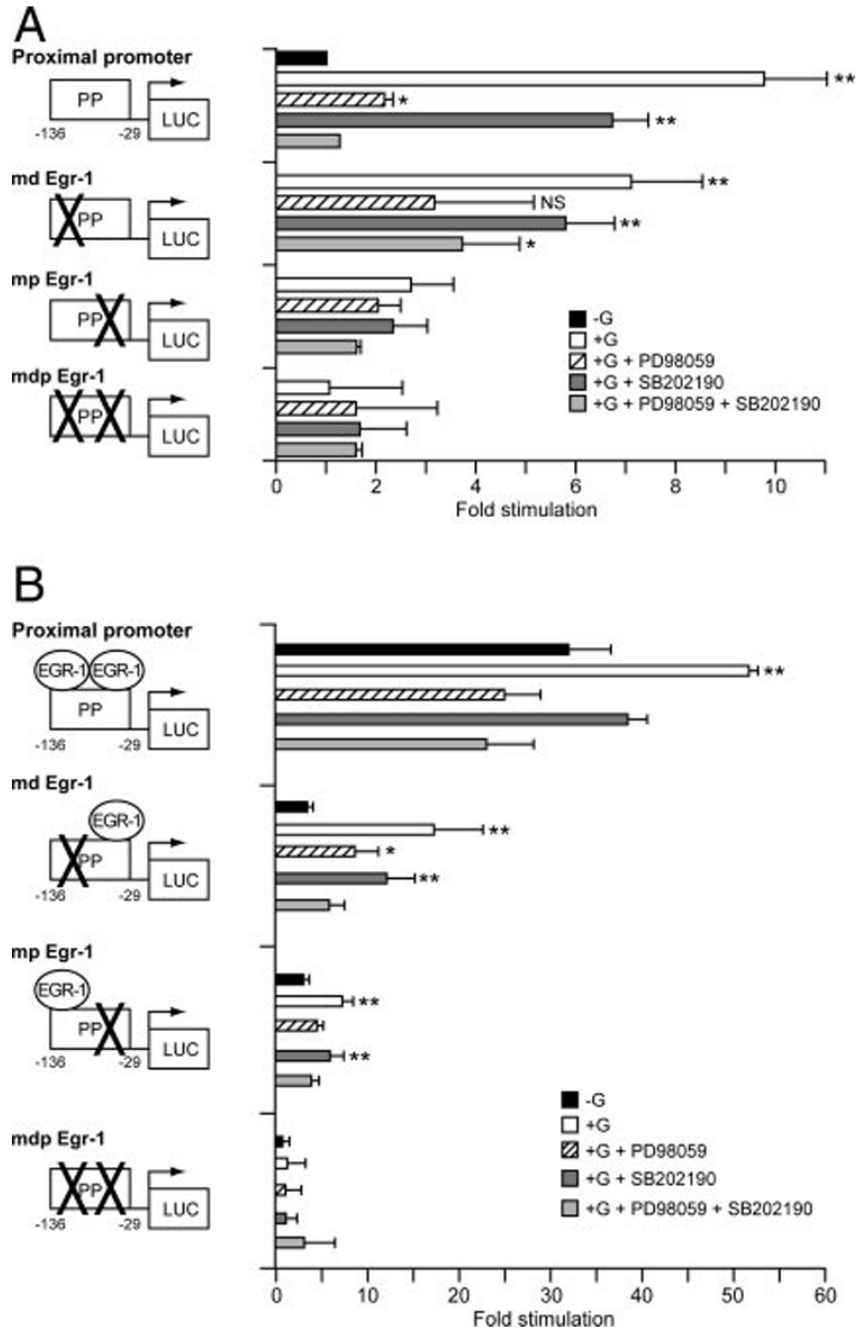 A
Proximal promoter
PP
LUC
-136 -29
**
*
**
md Egr-1
PP
LUC
**
NS
**
*
mp Egr-1
PP
LUC
mdp Egr-1
PP
LUC
-G
+G
+G + PD98059
+G + SB202190
+G + PD98059 + SB202190
0 2 4 6 8 10
Fold stimulation
B
Proximal promoter
EGR-1 EGR-1
PP
LUC
-136 -29
**
md Egr-1
EGR-1
PP
LUC
-136 -29
**
*
**
mp Egr-1
EGR-1
PP
LUC
-136 -29
**
**
mdp Egr-1
PP
LUC
-136 -29
-G
+G
+G + PD98059
+G + SB202190
+G + PD98059 + SB202190
0 10 20 30 40 50 60
Fold stimulation